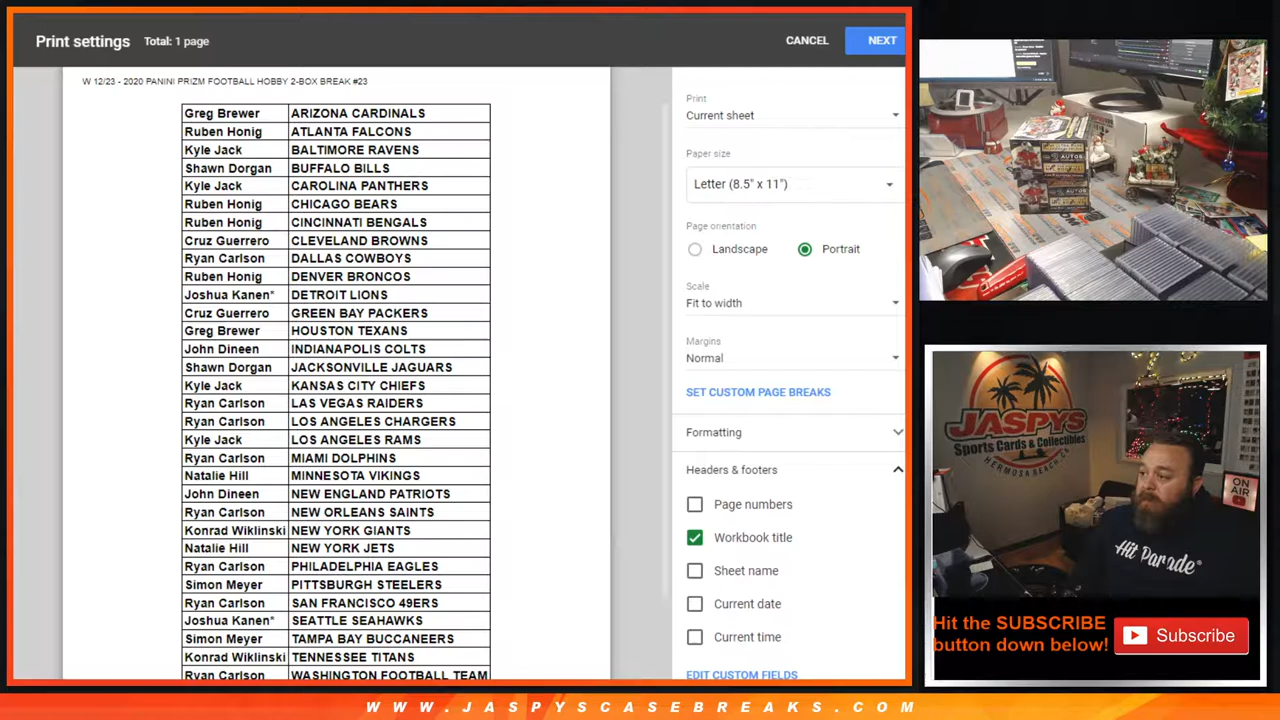 Print settings
Total: 1 page
CANCEL
NEXT
W 12/23 - 2020 PANINI PRIZM FOOTBALL HOBBY 2-BOX BREAK #23
Greg Brewer ARIZONA CARDINALS
Ruben Honig ATLANTA FALCONS
Kyle Jack BALTIMORE RAVENS
Shawn Dorgan BUFFALO BILLS
Kyle Jack CAROLINA PANTHERS
Ruben Honig CHICAGO BEARS
Ruben Honig CINCINNATI BENGALS
Cruz Guerrero CLEVELAND BROWNS
Ryan Carlson DALLAS COWBOYS
Ruben Honig DENVER BRONCOS
Joshua Kanen* DETROIT LIONS
Cruz Guerrero GREEN BAY PACKERS
Greg Brewer HOUSTON TEXANS
John Dineen INDIANAPOLIS COLTS
Shawn Dorgan JACKSONVILLE JAGUARS
Kyle Jack KANSAS CITY CHIEFS
Ryan Carlson LAS VEGAS RAIDERS
Ryan Carlson LOS ANGELES CHARGERS
Kyle Jack LOS ANGELES RAMS
Ryan Carlson MIAMI DOLPHINS
Natalie Hill MINNESOTA VIKINGS
John Dineen NEW ENGLAND PATRIOTS
Ryan Carlson NEW ORLEANS SAINTS
Konrad Wiklinski NEW YORK GIANTS
Natalie Hill NEW YORK JETS
Ryan Carlson PHILADELPHIA EAGLES
Simon Meyer PITTSBURGH STEELERS
Ryan Carlson SAN FRANCISCO 49ERS
Joshua Kanen* SEATTLE SEAHAWKS
Simon Meyer TAMPA BAY BUCCANEERS
Konrad Wiklinski TENNESSEE TITANS
Ryan Carlson WASHINGTON FOOTBALL TEAM
Print
Current sheet
Paper size
Letter (8.5" x 11")
Page orientation
Landscape
Portrait
Scale
Fit to width
Margins
Normal
SET CUSTOM PAGE BREAKS
Formatting
Headers & footers
Page numbers
Workbook title
Sheet name
Current date
Current time
EDIT CUSTOM FIELDS
AUTOS
JASPYS
Sports Cards & Collectibles
HERMOSA BEACH, CA
ON
AIR
Hit Parade
Hit the SUBSCRIBE
button down below!
Subscribe
WWW.JASPYSCASEBREAKS.COM